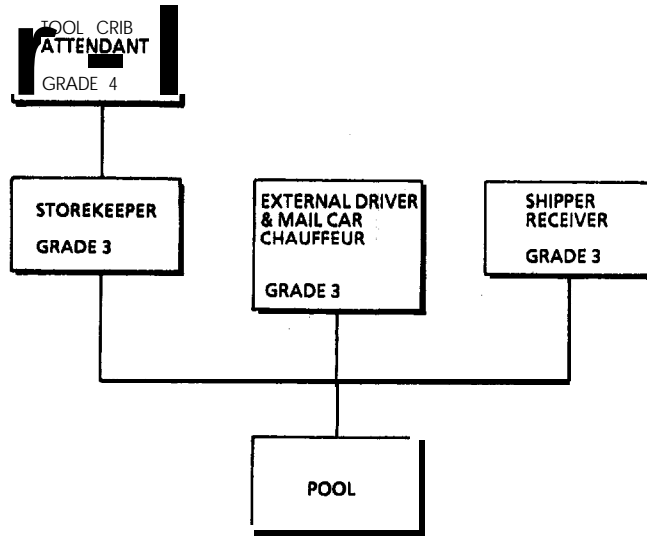 TOOL CRIB
ATTENDANT
GRADE 4
STOREKEEPER
GRADE 3
EXTERNAL DRIVER
& MAIL CAR
CHAUFFEUR
GRADE 3
SHIPPER
RECEIVER
GRADE 3
POOL